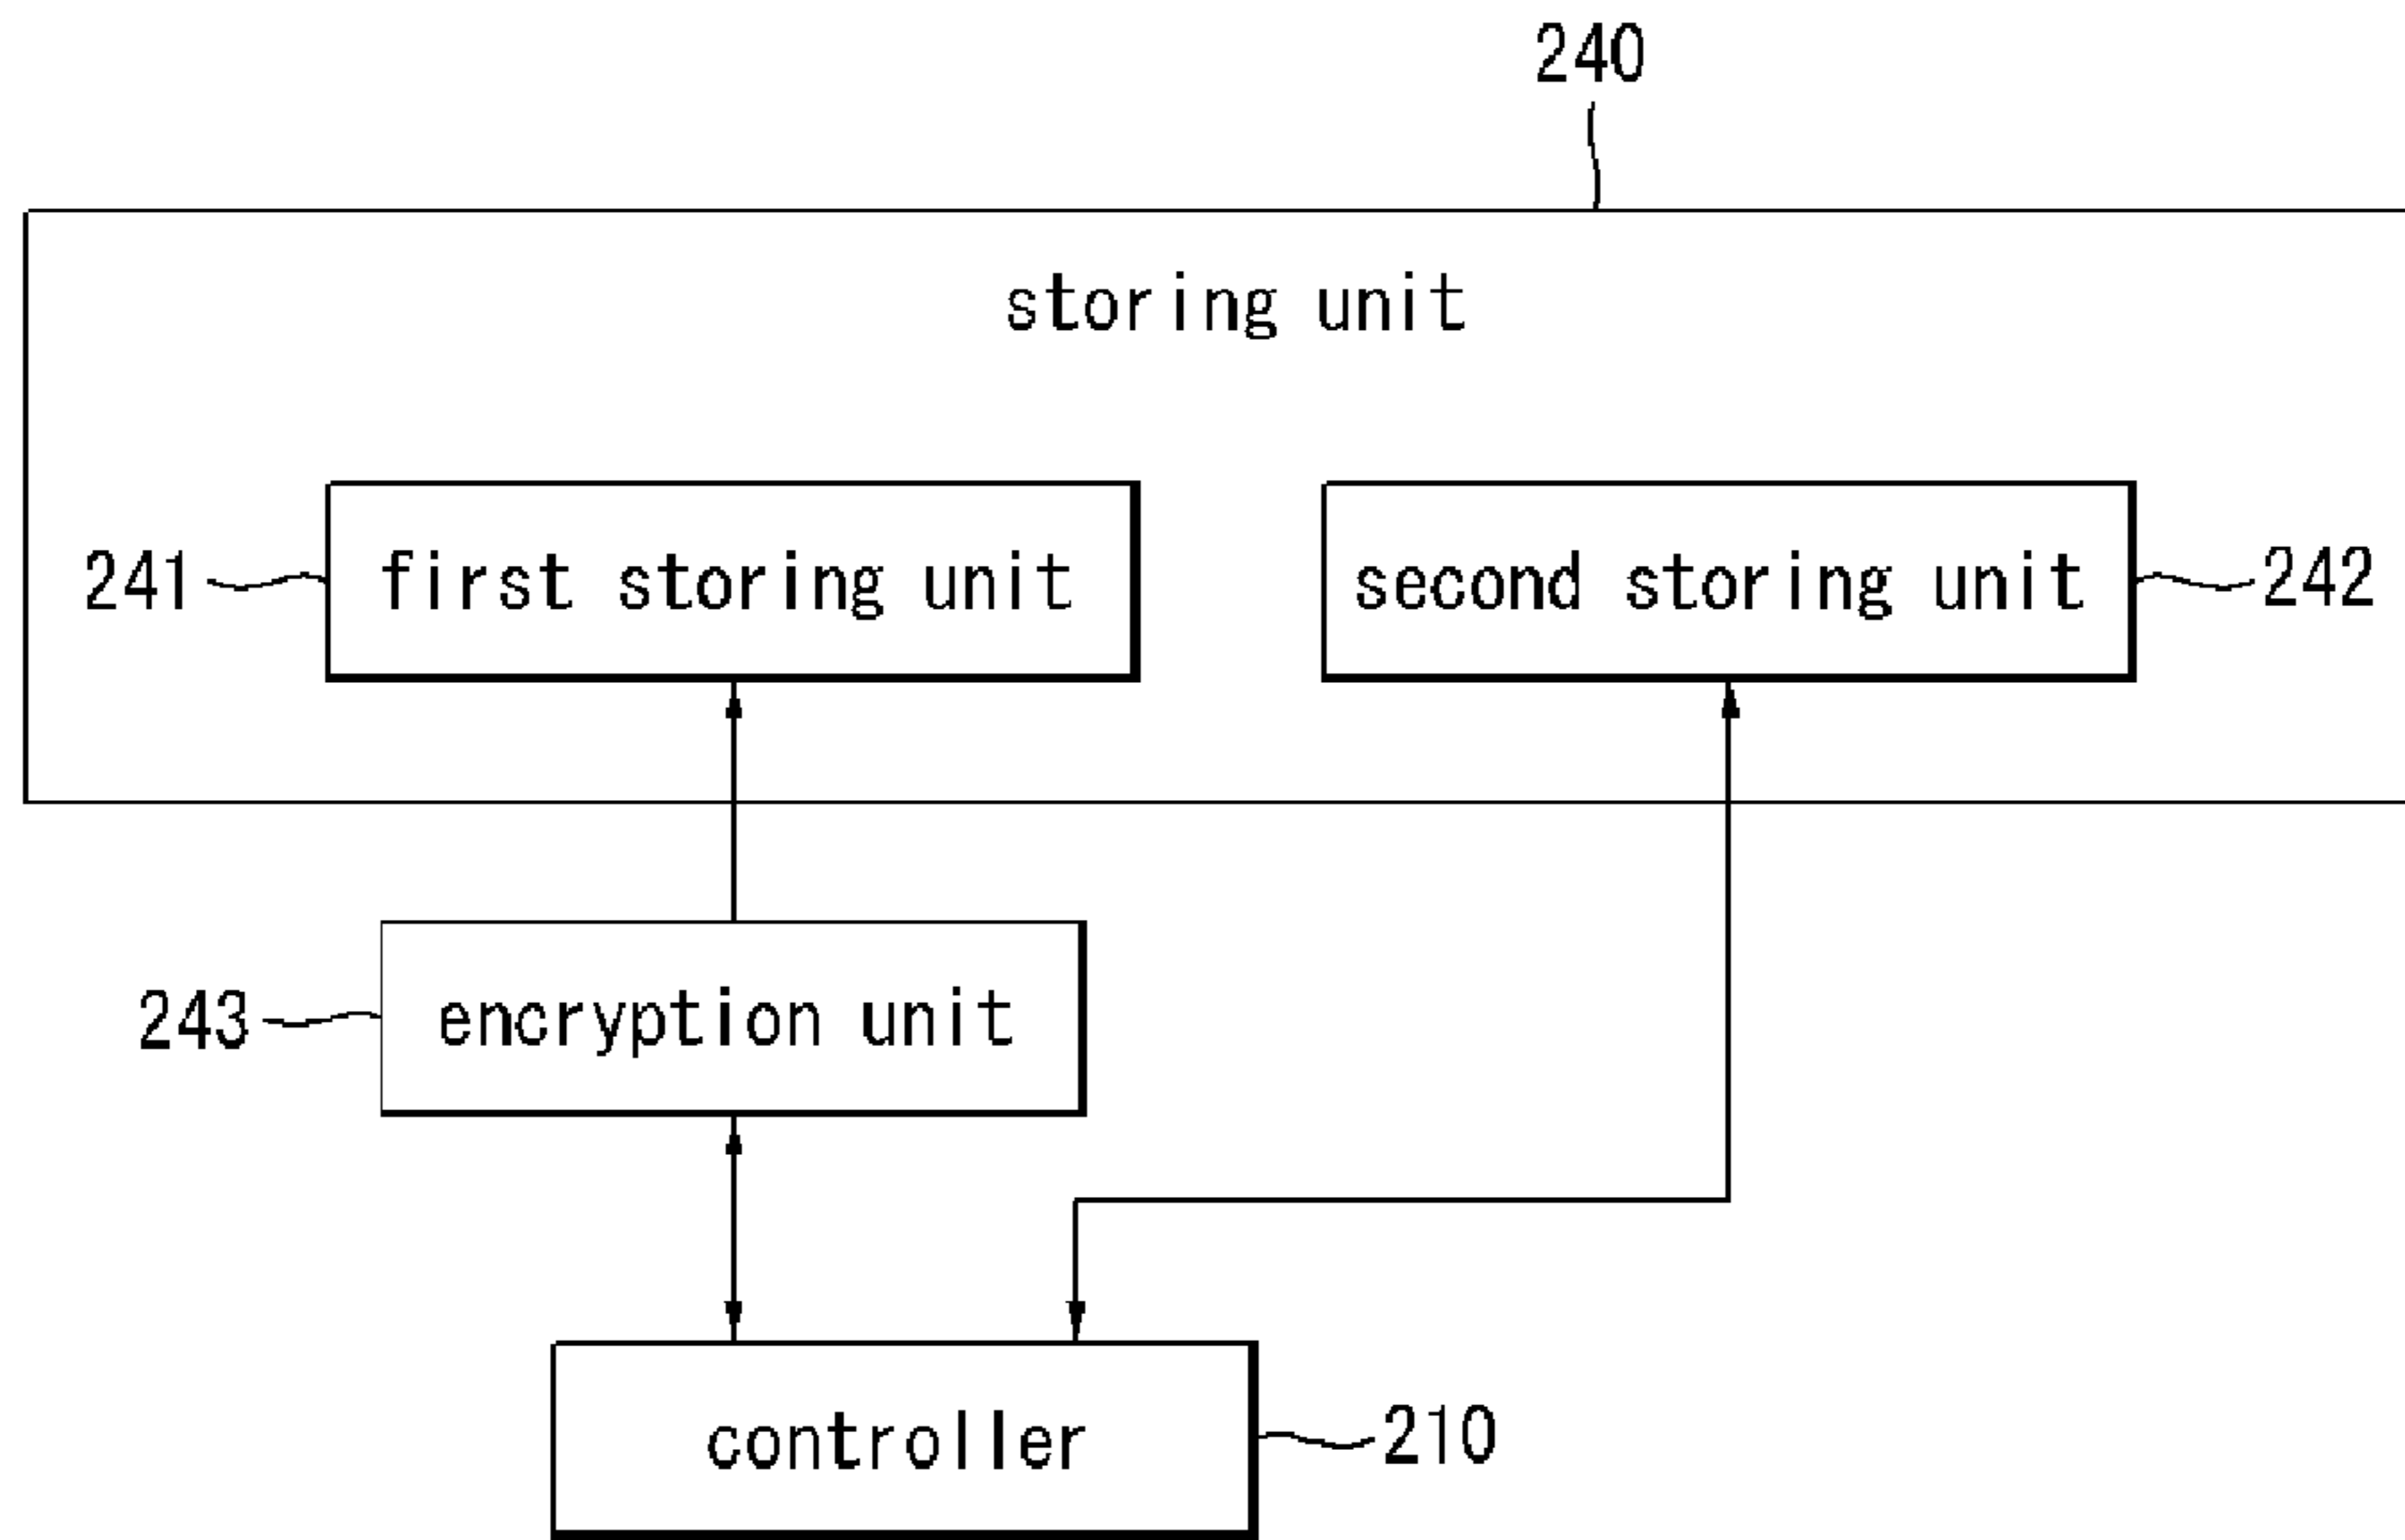 240
storing unit
241 first storing unit second storing unit 242
243 encryption unit
controller 210